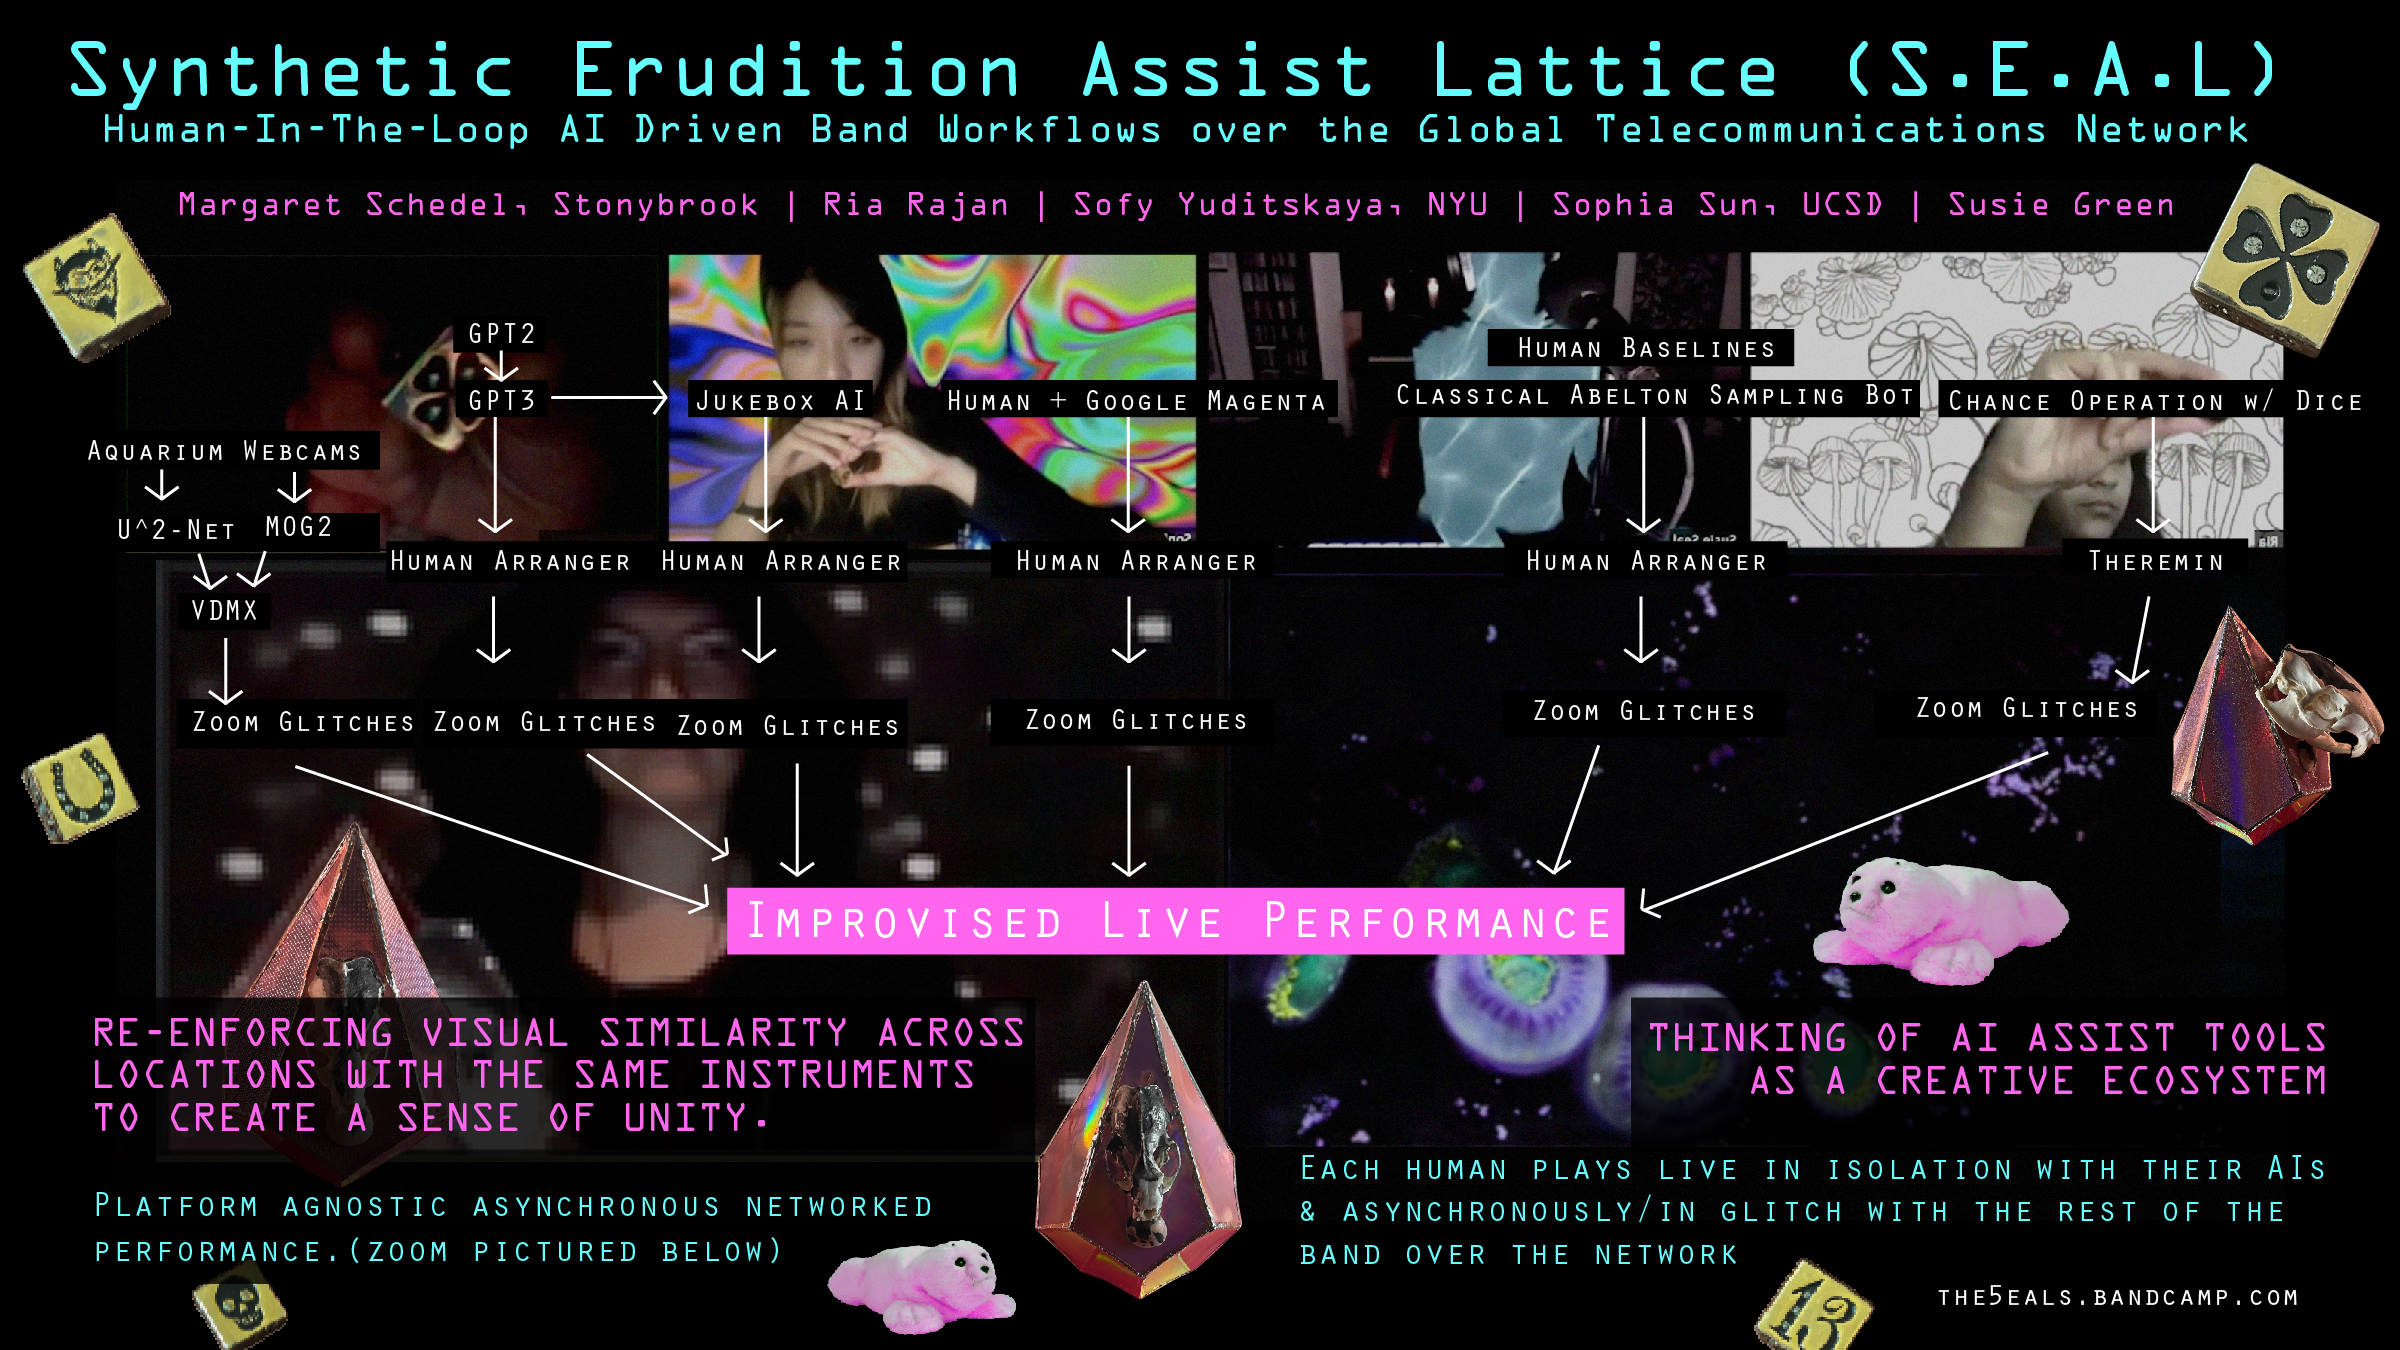 Synthetic Erudition Assist Lattice (S.E.A.L)
Human-In-The-Loop AI Driven Band Workflows over the Global Telecommunications Network
Margaret Schedel, Stonybrook | Ria Rajan | Sofy Yuditskaya, NYU | Sophia Sun, UCSD | Susie Green
GPT2
GPT3
Jukebox AI
Human + Google Magenta
Human Baselines
Classical Abelton Sampling Bot
Chance Operation w/ Dice
Aquarium Webcams
U^2-Net
MOG2
VDMX
Human Arranger
Human Arranger
Human Arranger
Human Arranger
Theremin
Susie Seal
Ria
Zoom Glitches
Zoom Glitches
Zoom Glitches
Zoom Glitches
Zoom Glitches
Zoom Glitches
Improvised Live Performance
RE-ENFORCING VISUAL SIMILARITY ACROSS
LOCATIONS WITH THE SAME INSTRUMENTS
TO CREATE A SENSE OF UNITY.
THINKING OF AI ASSIST TOOLS
AS A CREATIVE ECOSYSTEM
Platform agnostic asynchronous networked
performance.(zoom pictured below)
Each human plays live in isolation with their AIs
& asynchronously/in glitch with the rest of the
band over the network
13
the5eals.bandcamp.com